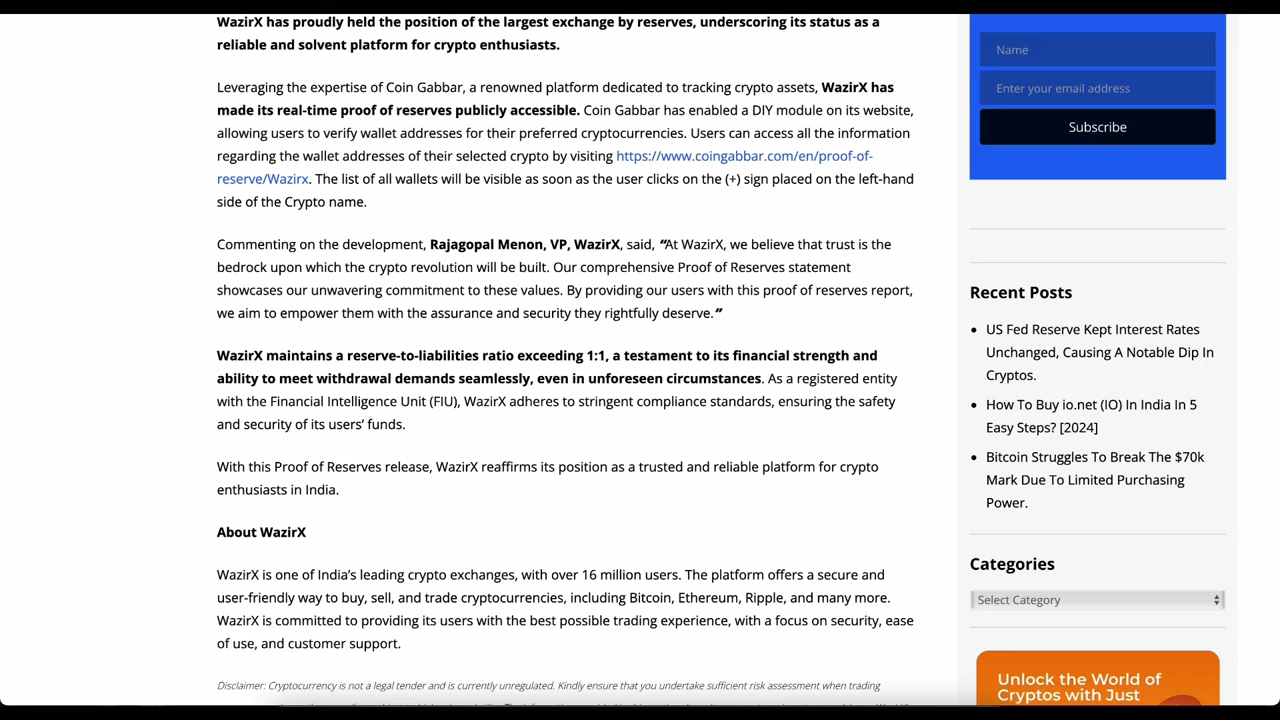 WazirX has proudly held the position of the largest exchange by reserves, underscoring its status as a
reliable and solvent platform for crypto enthusiasts.
Leveraging the expertise of Coin Gabbar, a renowned platform dedicated to tracking crypto assets, WazirX has
made its real-time proof of reserves publicly accessible. Coin Gabbar has enabled a DIY module on its website,
allowing users to verify wallet addresses for their preferred cryptocurrencies. Users can access all the information
regarding the wallet addresses of their selected crypto by visiting https://www.coingabbar.com/en/proof-of-
reserve/Wazirx. The list of all wallets will be visible as soon as the user clicks on the (+) sign placed on the left-hand
side of the Crypto name.
Commenting on the development, Rajagopal Menon, VP, WazirX, said, “At WazirX, we believe that trust is the
bedrock upon which the crypto revolution will be built. Our comprehensive Proof of Reserves statement
showcases our unwavering commitment to these values. By providing our users with this proof of reserves report,
we aim to empower them with the assurance and security they rightfully deserve.”
WazirX maintains a reserve-to-liabilities ratio exceeding 1:1, a testament to its financial strength and
ability to meet withdrawal demands seamlessly, even in unforeseen circumstances. As a registered entity
with the Financial Intelligence Unit (FIU), WazirX adheres to stringent compliance standards, ensuring the safety
and security of its users’ funds.
With this Proof of Reserves release, WazirX reaffirms its position as a trusted and reliable platform for crypto
enthusiasts in India.
About WazirX
WazirX is one of India’s leading crypto exchanges, with over 16 million users. The platform offers a secure and
user-friendly way to buy, sell, and trade cryptocurrencies, including Bitcoin, Ethereum, Ripple, and many more.
WazirX is committed to providing its users with the best possible trading experience, with a focus on security, ease
of use, and customer support.
Disclaimer: Cryptocurrency is not a legal tender and is currently unregulated. Kindly ensure that you undertake sufficient risk assessment when trading
Name
Enter your email address
Subscribe
Recent Posts
US Fed Reserve Kept Interest Rates
Unchanged, Causing A Notable Dip In
Cryptos.
How To Buy io.net (IO) In India In 5
Easy Steps? [2024]
Bitcoin Struggles To Break The $70k
Mark Due To Limited Purchasing
Power.
Categories
Select Category
Unlock the World of
Cryptos with Just